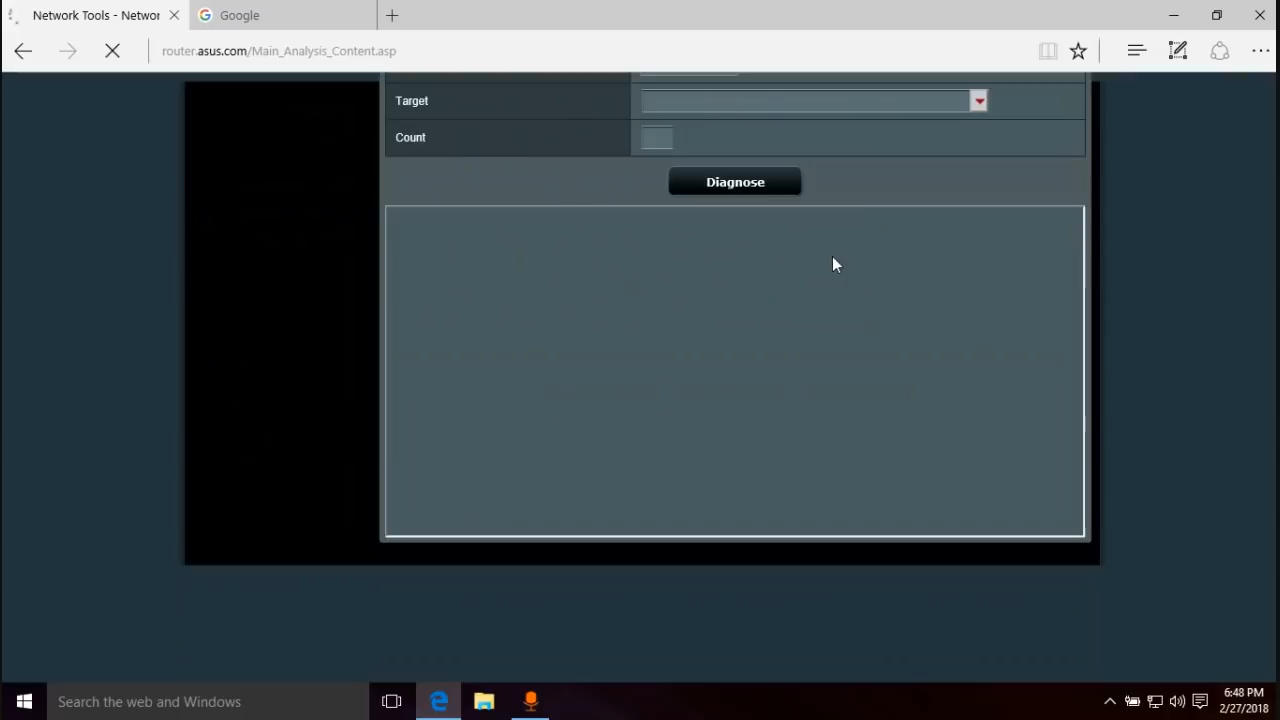 Network Tools - Networ
Google
router.asus.com/Main_Analysis_Content.asp
Target
Count
Diagnose
Search the web and Windows
6:48 PM
2/27/2018